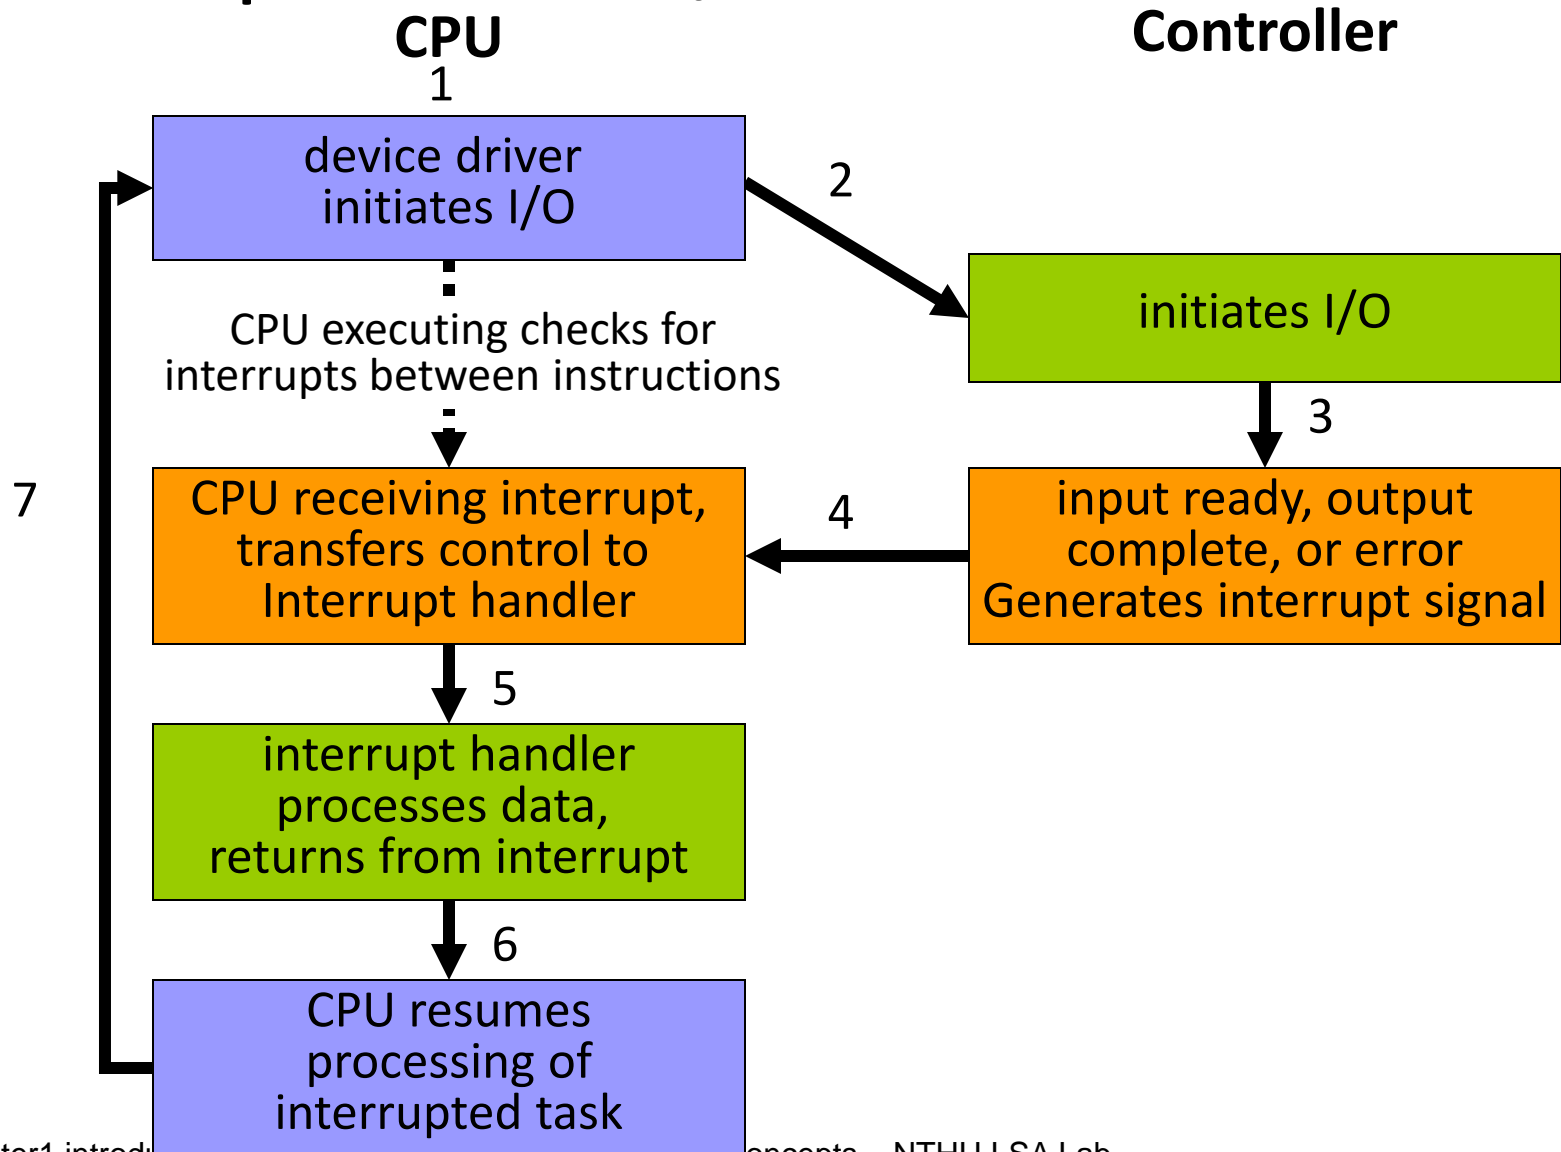 CPU
Controller
1
device driver
initiates I/O
2
initiates I/O
CPU executing checks for
interrupts between instructions
3
7
CPU receiving interrupt,
transfers control to
Interrupt handler
4
input ready, output
complete, or error
Generates interrupt signal
5
interrupt handler
processes data,
returns from interrupt
6
CPU resumes
processing of
interrupted task
NTHU LSA Lab